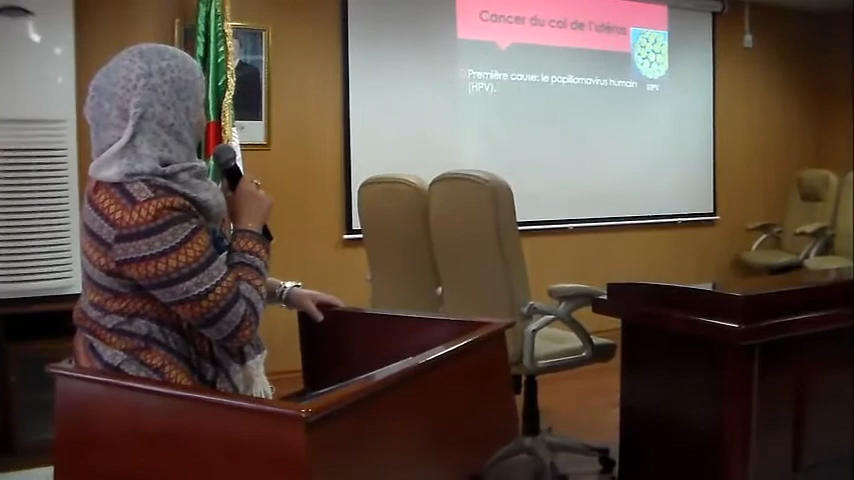 Cancer du col de l'utérus
Première cause: le papillomavirus humain
(HPV).
HPV